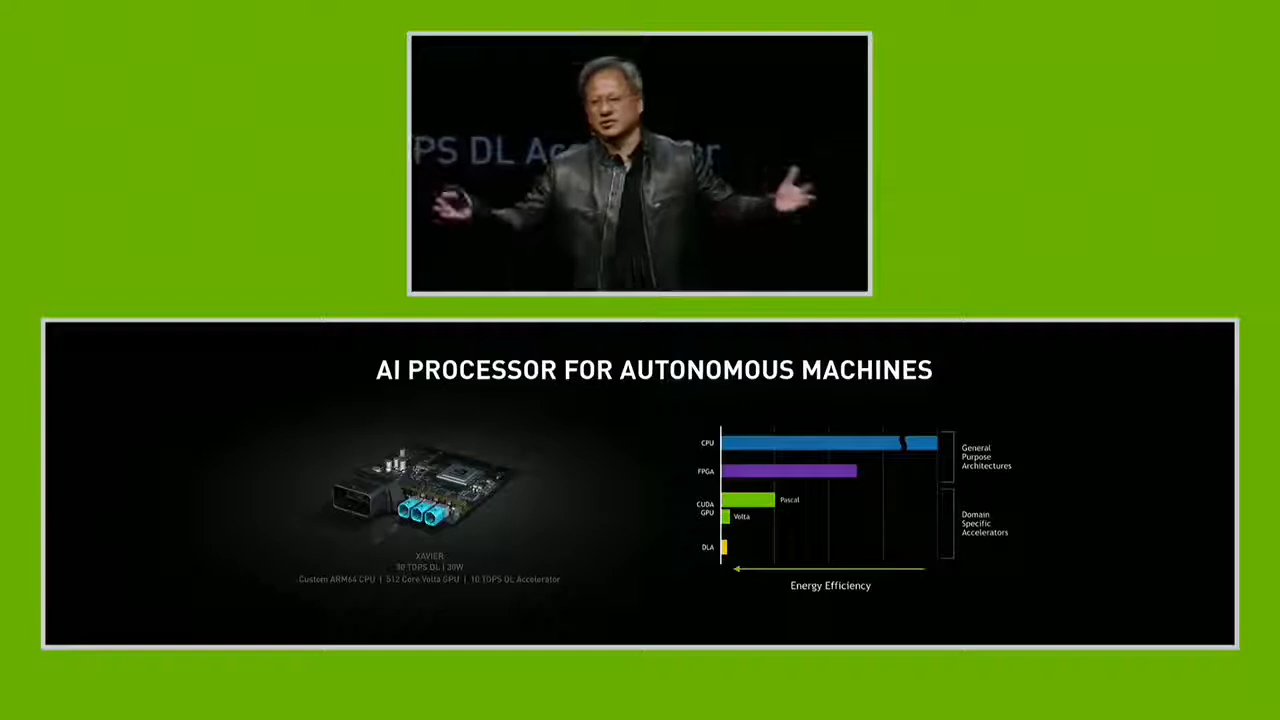 TOPS DL Ac r
AI PROCESSOR FOR AUTONOMOUS MACHINES
XAVIER
30 TOPS DL | 30W
Custom ARM64 CPU | 512 Core Volta GPU | 10 TOPS DL Accelerator
CPU
FPGA
CUDA
GPU
DLA
Pascal
Volta
General
Purpose
Architectures
Domain
Specific
Accelerators
Energy Efficiency